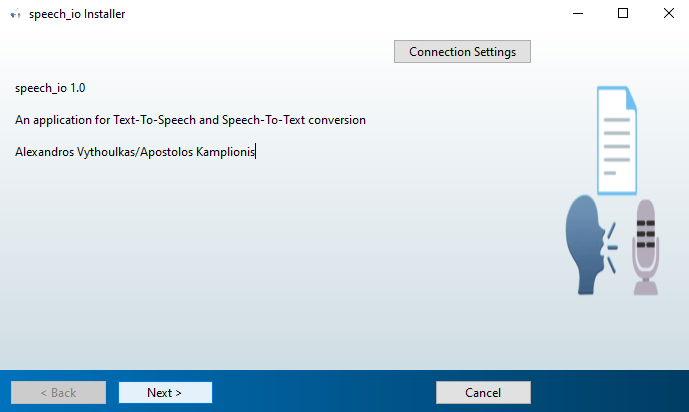 speech_io Installer
Connection Settings
speech_io 1.0
An application for Text-To-Speech and Speech-To-Text conversion
Alexandros Vythoulkas/Apostolos Kamplionis
< Back
Next >
Cancel